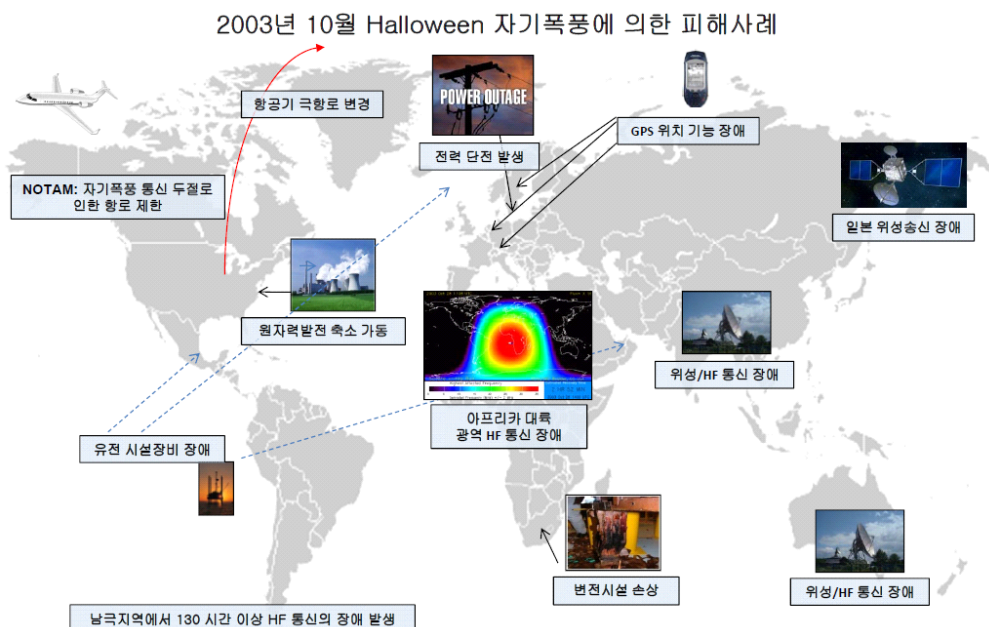 2003년 10월 Halloween 자기폭풍에 의한 피해사례
항공기 극항로 변경
POWER OUTAGE
전력 단전 발생
GPS 위치 기능 장애
NOTAM: 자기폭풍 통신 두절로
인한 항로 제한
일본 위성송신 장애
원자력발전 축소 가동
위성/HF 통신 장애
아프리카 대륙
광역 HF 통신 장애
유전 시설장비 장애
변전시설 손상
위성/HF 통신 장애
남극지역에서 130 시간 이상 HF 통신의 장애 발생